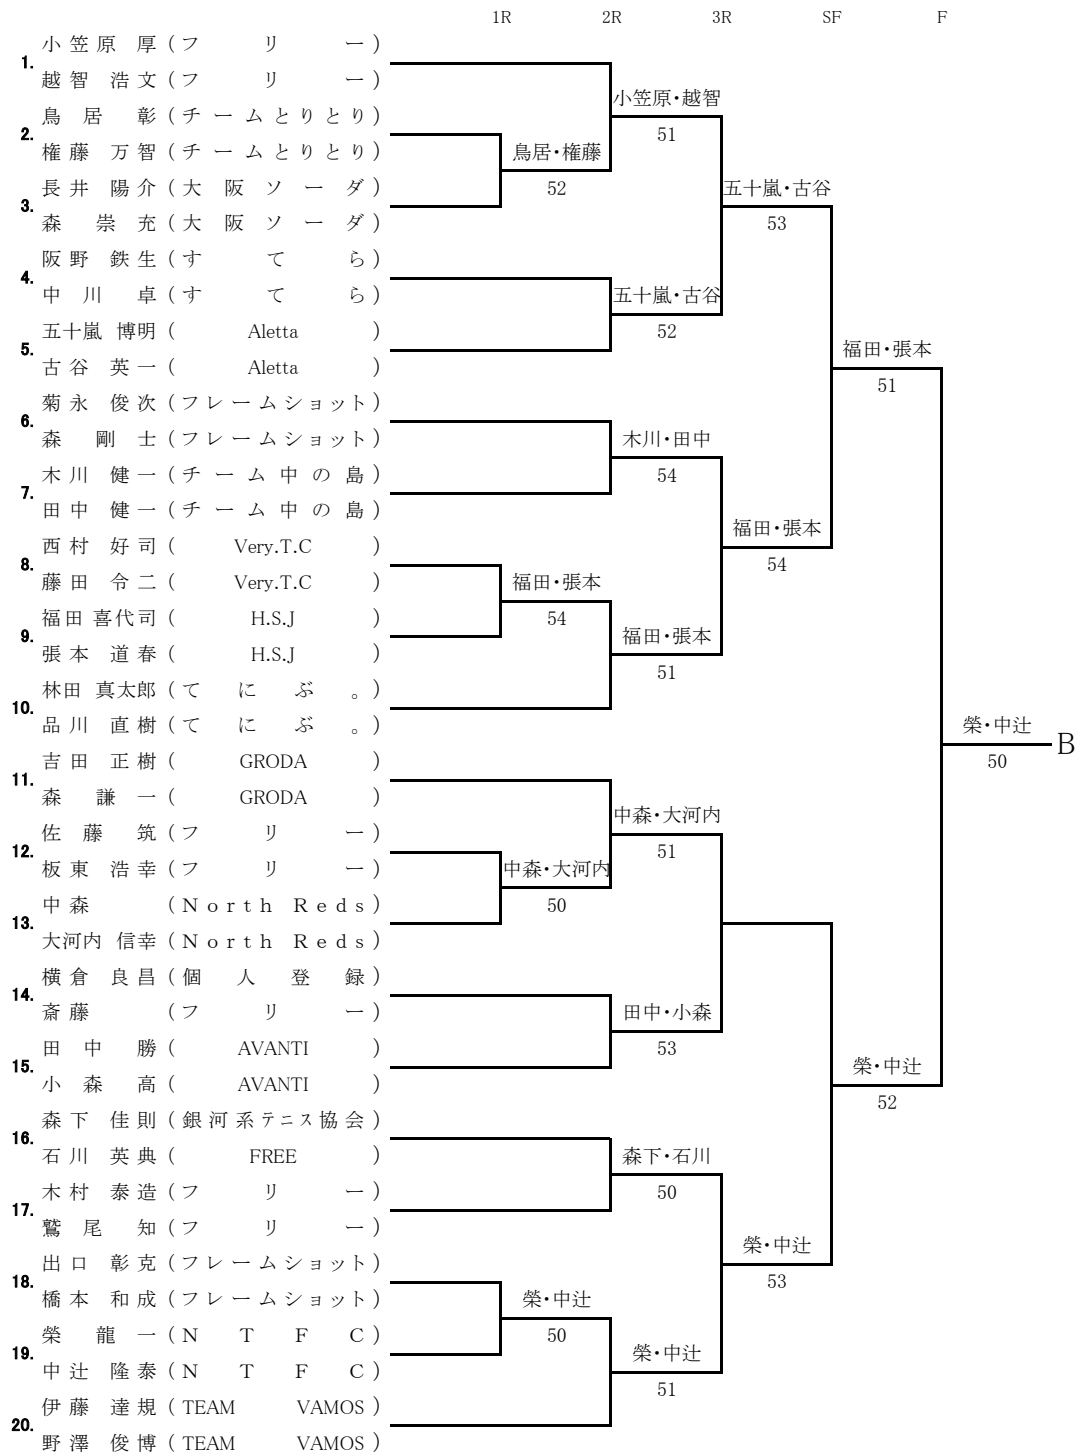 1R 2R 3R SF F
小笠原 厚 (フリー)
1.
越智 浩文 (フリー)
小笠原・越智
鳥居 彰 (チームとりとり)
2. 51
権藤 万智 (チームとりとり) 鳥居・権藤
長井 陽介 (大阪ソーダ) 52 五十嵐・古谷
3.
森 崇充 (大阪ソーダ) 53
阪野 鉄生 (すてら)
4.
中川 卓 (すてら) 五十嵐・古谷
五十嵐 博明 (Aletta) 52
5. 福田・張本
古谷 英一 (Aletta)
51
菊永 俊次 (フレームショット)
6.
森 剛士 (フレームショット) 木川・田中
木川 健一 (チーム中の島) 54
7.
田中 健一 (チーム中の島)
福田・張本
西村 好司 (Very.T.C)
8. 54
藤田 令二 (Very.T.C) 福田・張本
福田 喜代司 (H.S.J) 54
9. 福田・張本
張本 道春 (H.S.J)
51
林田 真太郎 (てにぶ。)
10.
品川 直樹 (てにぶ。) 榮・中辻
B
吉田 正樹 (GRODA) 50
11.
森 謙一 (GRODA)
中森・大河内
佐藤 筑 (フリー)
12. 51
板東 浩幸 (フリー) 中森・大河内
中森 (North Reds) 50
13.
大河内 信幸 (North Reds)
横倉 良昌 (個人登録)
14.
斎藤 (フリー) 田中・小森
田中 勝 (AVANTI) 53
15. 榮・中辻
小森 高 (AVANTI)
52
森下 佳則 (銀河系テニス協会)
16.
石川 英典 (FREE) 森下・石川
木村 泰造 (フリー) 50
17.
鷲尾 知 (フリー)
榮・中辻
出口 彰克 (フレームショット)
18. 53
橋本 和成 (フレームショット) 榮・中辻
榮 龍一 (NTFC) 50
19. 榮・中辻
中辻 隆泰 (NTFC)
51
伊藤 達規 (TEAM VAMOS)
20.
野澤 俊博 (TEAM VAMOS)